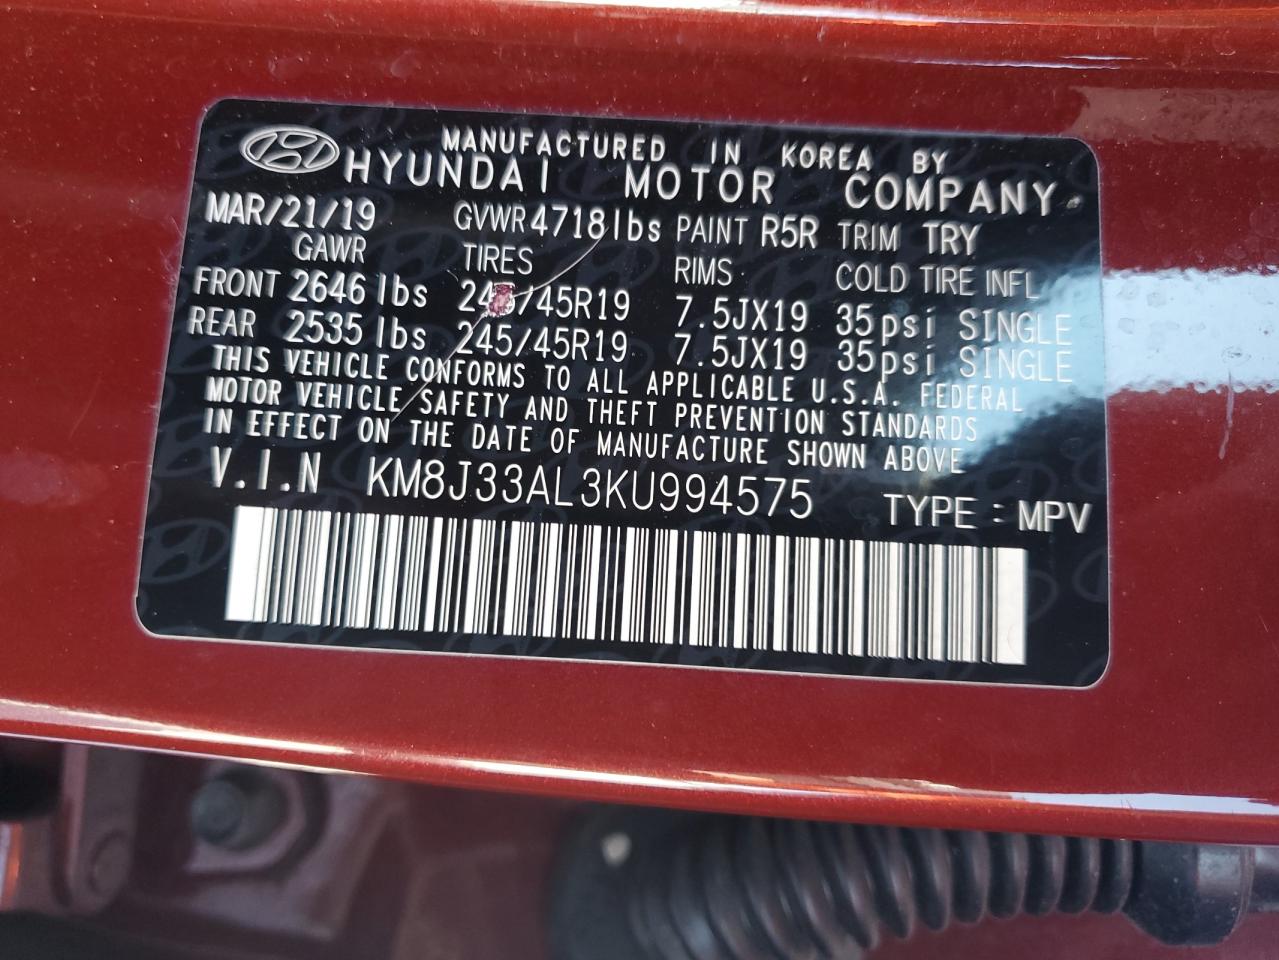 MANUFACTURED IN KOREA BY
HYUNDAI MOTOR COMPANY
MAR/21/19 GVWR 4718 lbs PAINT R5R TRIM TRY
GAWR TIRES RIMS COLD TIRE INFL
FRONT 2646 lbs 245/45R19 7.5JX19 35psi SINGLE
REAR 2535 lbs 245/45R19 7.5JX19 35psi SINGLE
THIS VEHICLE CONFORMS TO ALL APPLICABLE U.S.A. FEDERAL
MOTOR VEHICLE SAFETY AND THEFT PREVENTION STANDARDS
IN EFFECT ON THE DATE OF MANUFACTURE SHOWN ABOVE
V.I.N KM8J33AL3KU994575 TYPE : MPV